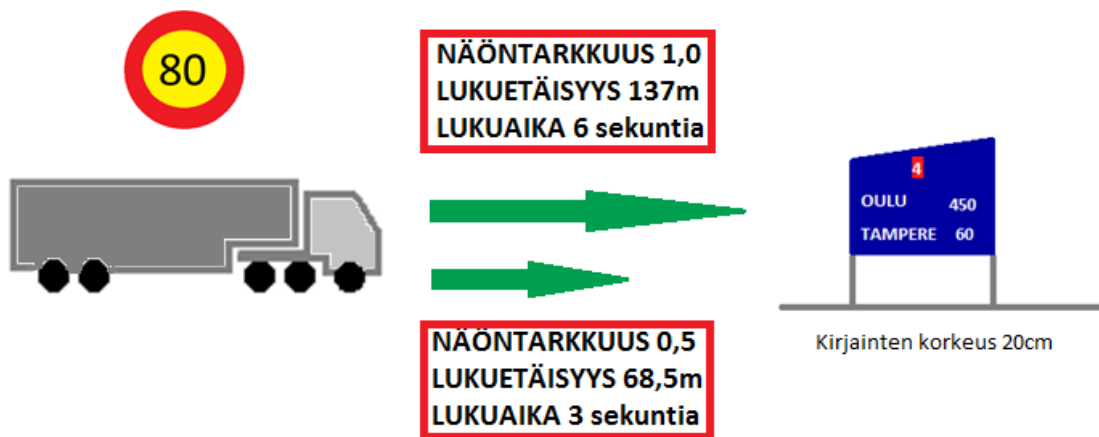 80
NÄÖNTARKKUUS 1,0
LUKUETÄISYYS 137m
LUKUAIKA 6 sekuntia
4
OULU 450
TAMPERE 60
NÄÖNTARKKUUS 0,5
LUKUETÄISYYS 68,5m
LUKUAIKA 3 sekuntia
Kirjainten korkeus 20cm